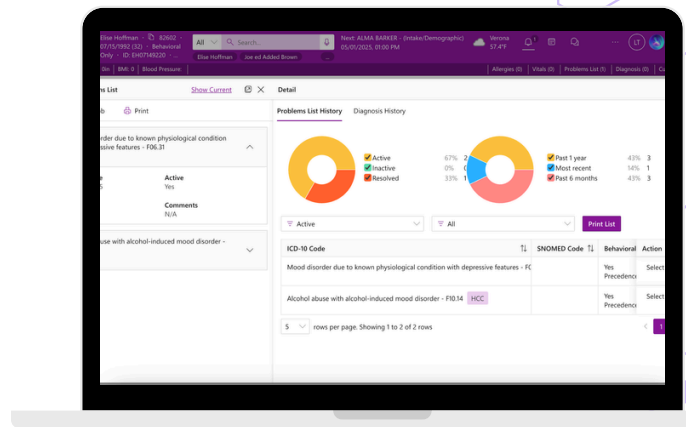 Elise Hoffman - 82602 -
07/15/1992 (32) - Behavioral
Only - ID: EH07149220 - ...
All
Search...
Elise Hoffman
Joe ed Added Brown
...
Next: ALMA BARKER - (Intake/Demographic)
05/01/2025, 01:00 PM
Verona
57.4°F
1
...
LT
0in | BMI: 0 | Blood Pressure:
Allergies (0) | Vitals (0) | Problems List (1) | Diagnosis (0) |
s List
Show Current
Print
rder due to known physiological condition
essive features - F06.31
Active
Yes
Comments
N/A
use with alcohol-induced mood disorder -
Detail
Problems List History
Diagnosis History
Active 67% 2
Inactive 0%
Resolved 33% 1
Past 1 year 43% 3
Most recent 14% 1
Past 6 months 43% 3
Active
All
Print List
ICD-10 Code
SNOMED Code
Behavioral
Action
Mood disorder due to known physiological condition with depressive features - F0
Yes
Precedence
Select
Alcohol abuse with alcohol-induced mood disorder - F10.14 HCC
Yes
Precedence
Select
5 rows per page. Showing 1 to 2 of 2 rows
1